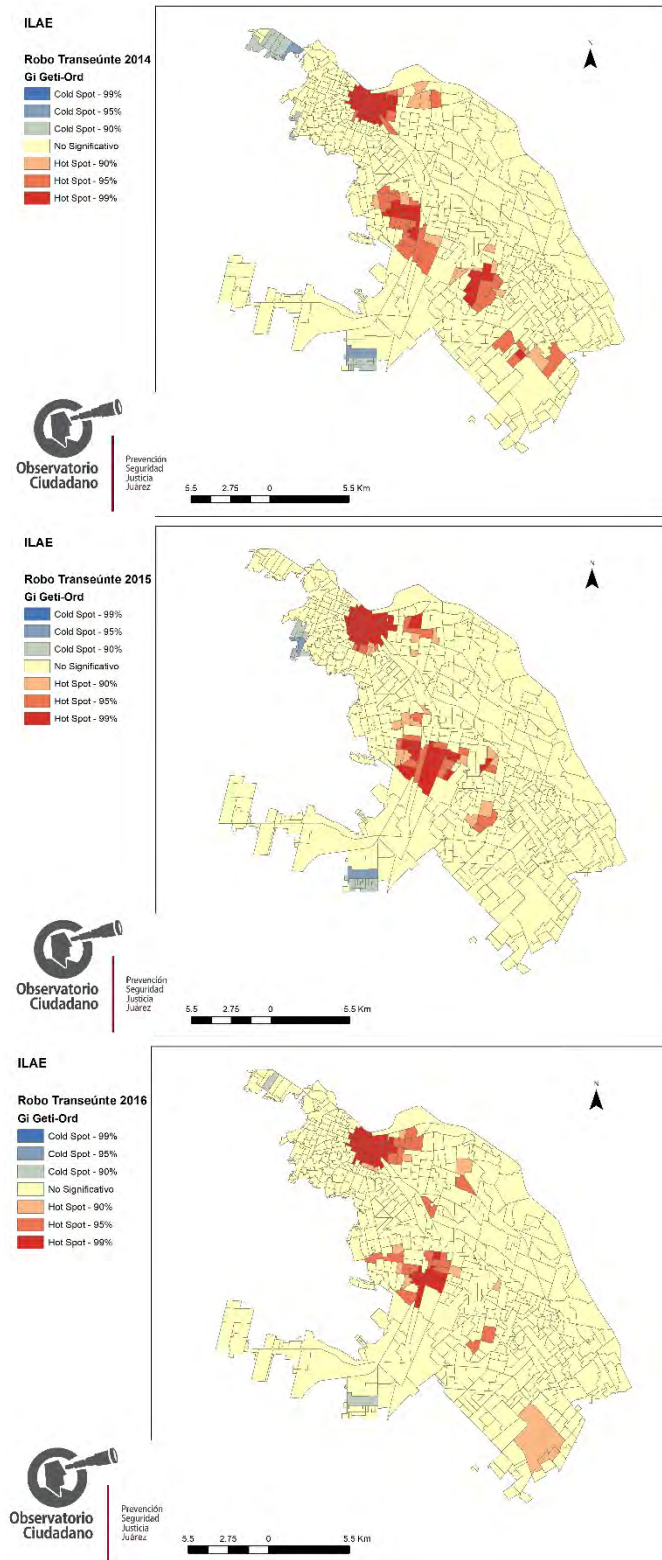 ILAE
Robo Transeúnte 2014
Gi Geti-Ord
Cold Spot - 99%
Cold Spot - 95%
Cold Spot - 90%
No Significativo
Hot Spot - 90%
Hot Spot - 95%
Hot Spot - 99%
N
Observatorio
Ciudadano
Prevención
Seguridad
Justicia
Juárez
5.5 2.75 0 5.5 Km
ILAE
Robo Transeúnte 2015
Gi Geti-Ord
Cold Spot - 99%
Cold Spot - 95%
Cold Spot - 90%
No Significativo
Hot Spot - 90%
Hot Spot - 95%
Hot Spot - 99%
N
Observatorio
Ciudadano
Prevención
Seguridad
Justicia
Juárez
5.5 2.75 0 5.5 Km
ILAE
Robo Transeúnte 2016
Gi Geti-Ord
Cold Spot - 99%
Cold Spot - 95%
Cold Spot - 90%
No Significativo
Hot Spot - 90%
Hot Spot - 95%
Hot Spot - 99%
N
Observatorio
Ciudadano
Prevención
Seguridad
Justicia
Juárez
5.5 2.75 0 5.5 Km